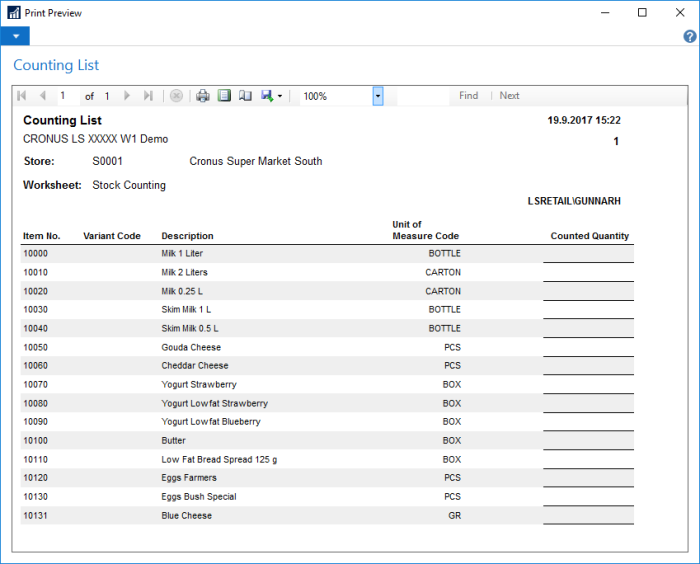 Print Preview
Counting List
1 of 1 100% Find Next
Counting List 19.9.2017 15:22
CRONUS LS XXXXX W1 Demo 1
Store: S0001 Cronus Super Market South
Worksheet: Stock Counting
LSRETAIL\GUNNARH
Unit of
Item No. Variant Code Description Measure Code Counted Quantity
10000 Milk 1 Liter BOTTLE
10010 Milk 2 Liters CARTON
10020 Milk 0.25 L CARTON
10030 Skim Milk 1 L BOTTLE
10040 Skim Milk 0.5 L BOTTLE
10050 Gouda Cheese PCS
10060 Cheddar Cheese PCS
10070 Yogurt Strawberry BOX
10080 Yogurt Lowfat Strawberry BOX
10090 Yogurt Lowfat Blueberry BOX
10100 Butter BOX
10110 Low Fat Bread Spread 125 g BOX
10120 Eggs Farmers PCS
10130 Eggs Bush Special PCS
10131 Blue Cheese GR